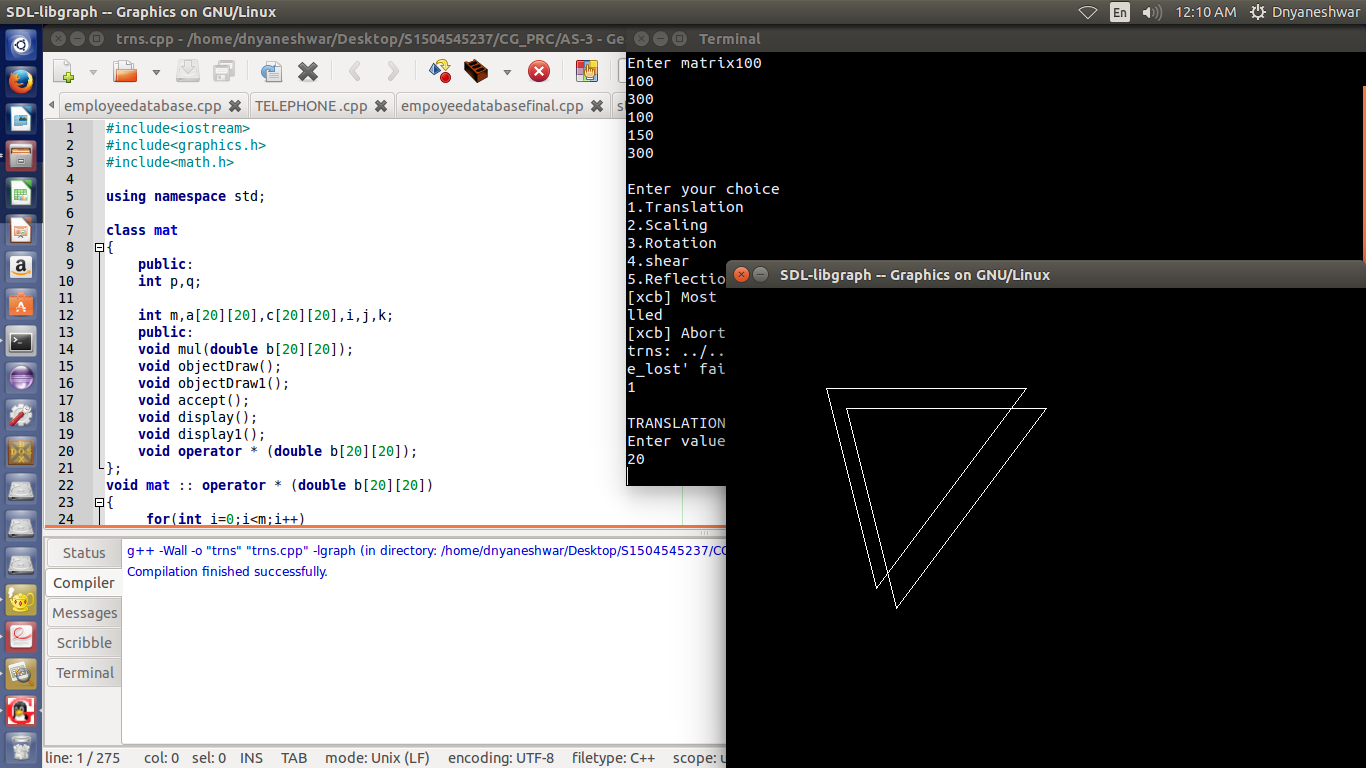 SDL-libgraph -- Graphics on GNU/Linux
En
12:10 AM
Dnyaneshwar
trns.cpp - /home/dnyaneshwar/Desktop/S1504545237/CG_PRC/AS-3 - Ge
employeedatabase.cpp
TELEPHONE .cpp
empoyeedatabasefinal.cpp
1 #include<iostream>
2 #include<graphics.h>
3 #include<math.h>
4
5 using namespace std;
6
7 class mat
8 {
9 public:
10 int p,q;
11
12 int m,a[20][20],c[20][20],i,j,k;
13 public:
14 void mul(double b[20][20]);
15 void objectDraw();
16 void objectDraw1();
17 void accept();
18 void display();
19 void display1();
20 void operator * (double b[20][20]);
21 };
22 void mat :: operator * (double b[20][20])
23 {
24 for(int i=0;i<m;i++)
Status
Compiler
Messages
Scribble
Terminal
g++ -Wall -o "trns" "trns.cpp" -lgraph (in directory: /home/dnyaneshwar/Desktop/S1504545237/CG
Compilation finished successfully.
line: 1 / 275 col: 0 sel: 0 INS TAB mode: Unix (LF) encoding: UTF-8 filetype: C++ scope: u
Terminal
Enter matrix100
100
300
100
150
300
Enter your choice
1.Translation
2.Scaling
3.Rotation
4.shear
5.Reflectio
[xcb] Most
lled
[xcb] Abort
trns: ../..
e_lost' fai
1
TRANSLATION
Enter value
20
SDL-libgraph -- Graphics on GNU/Linux